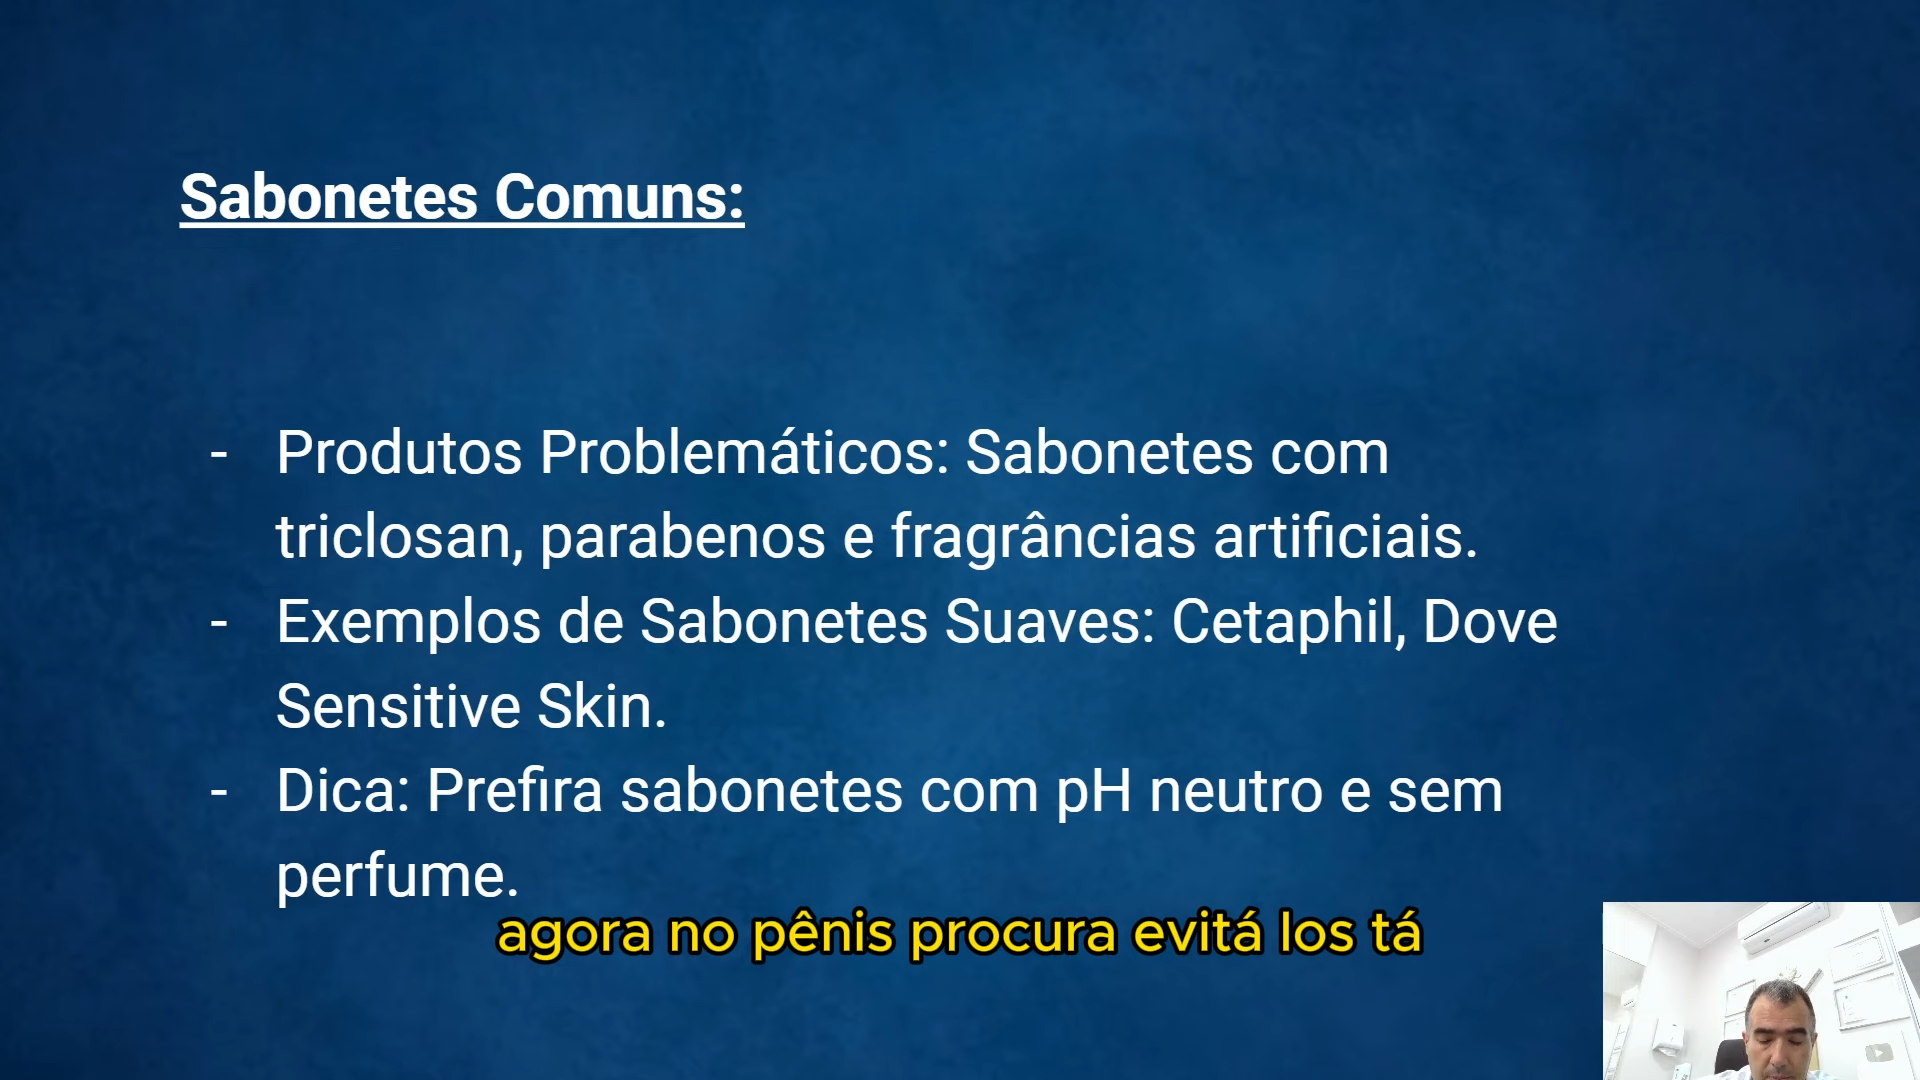 Sabonetes Comuns:
- Produtos Problemáticos: Sabonetes com
triclosan, parabenos e fragrâncias artificiais.
- Exemplos de Sabonetes Suaves: Cetaphil, Dove
Sensitive Skin.
- Dica: Prefira sabonetes com pH neutro e sem
perfume.
agora no pênis procura evitá los tá